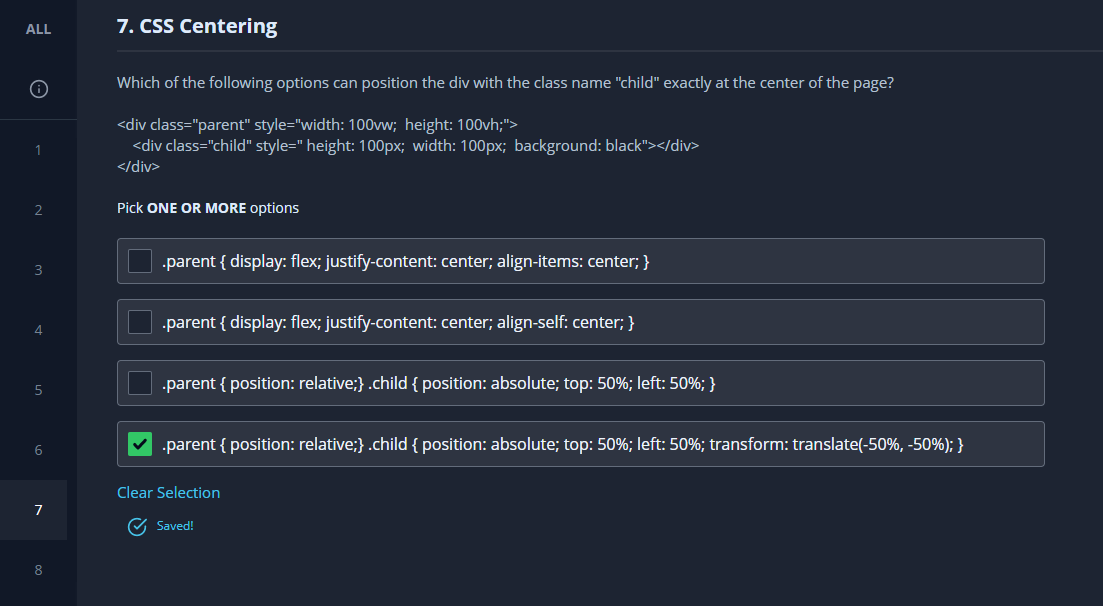 ALL
7. CSS Centering
Which of the following options can position the div with the class name "child" exactly at the center of the page?
<div class="parent" style="width: 100vw;  height: 100vh;">
<div class="child" style=" height: 100px;  width: 100px;  background: black"></div>
</div>
Pick ONE OR MORE options
.parent { display: flex; justify-content: center; align-items: center; }
.parent { display: flex; justify-content: center; align-self: center; }
.parent { position: relative;} .child { position: absolute; top: 50%; left: 50%; }
.parent { position: relative;} .child { position: absolute; top: 50%; left: 50%; transform: translate(-50%, -50%); }
Clear Selection
Saved!
1
2
3
4
5
6
7
8